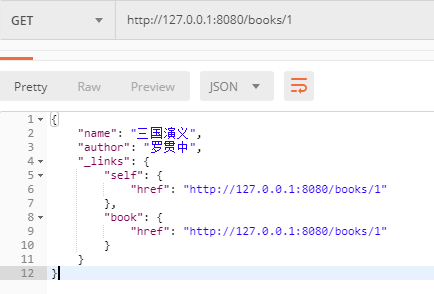 GET http://127.0.0.1:8080/books/1
Pretty Raw Preview JSON
1 {
2 "name": "三国演义",
3 "author": "罗贯中",
4 "_links": {
5 "self": {
6 "href": "http://127.0.0.1:8080/books/1"
7 },
8 "book": {
9 "href": "http://127.0.0.1:8080/books/1"
10 }
11 }
12 }